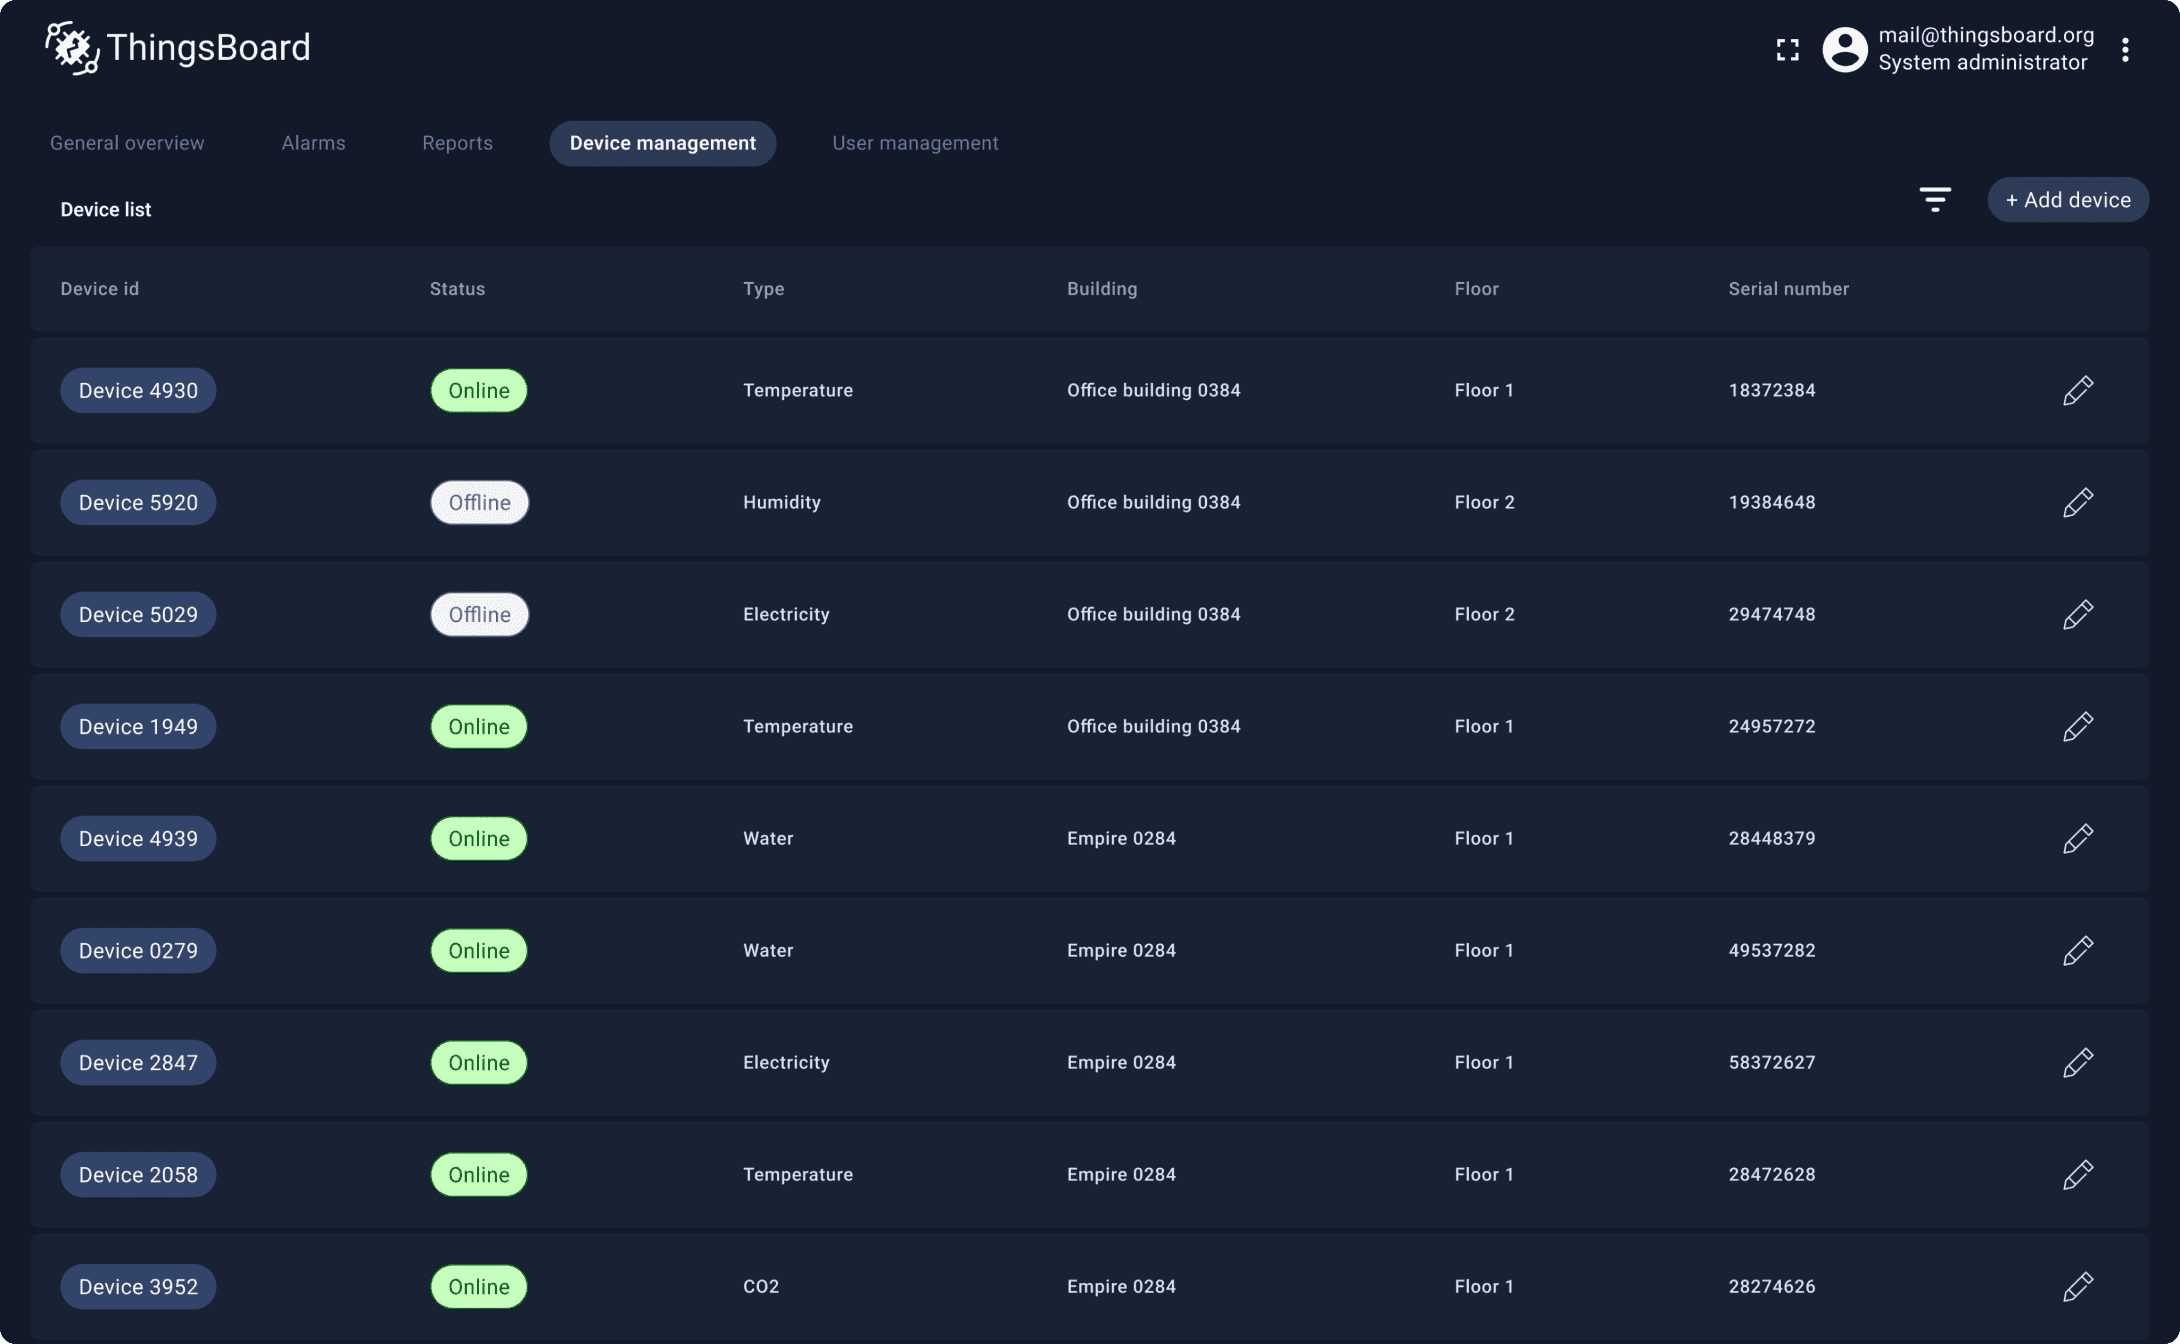 ThingsBoard
mail@thingsboard.org
System administrator
General overview Alarms Reports Device management User management
Device list + Add device
Device id Status Type Building Floor Serial number
Device 4930 Online Temperature Office building 0384 Floor 1 18372384
Device 5920 Offline Humidity Office building 0384 Floor 2 19384648
Device 5029 Offline Electricity Office building 0384 Floor 2 29474748
Device 1949 Online Temperature Office building 0384 Floor 1 24957272
Device 4939 Online Water Empire 0284 Floor 1 28448379
Device 0279 Online Water Empire 0284 Floor 1 49537282
Device 2847 Online Electricity Empire 0284 Floor 1 58372627
Device 2058 Online Temperature Empire 0284 Floor 1 28472628
Device 3952 Online CO2 Empire 0284 Floor 1 28274626